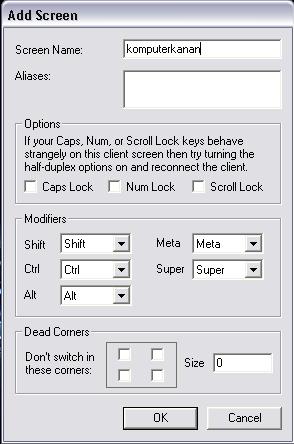 Add Screen
Screen Name: komputerkanan
Aliases:
Options
If your Caps, Num, or Scroll Lock keys behave
strangely on this client screen then try turning the
half-duplex options on and reconnect the client.
Caps Lock Num Lock Scroll Lock
Modifiers
Shift Shift Meta Meta
Ctrl Ctrl Super Super
Alt Alt
Dead Corners
Don't switch in
these corners: Size 0
OK Cancel